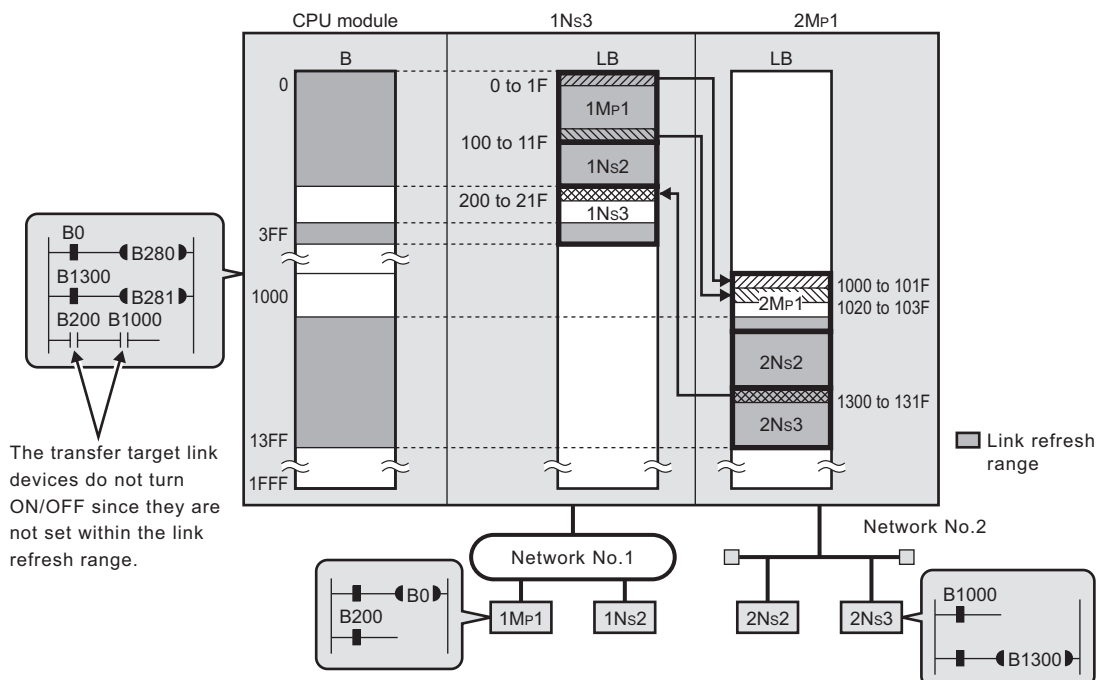 CPU module
1Ns3
2MP1
B
LB
LB
0
0 to 1F
1MP1
100 to 11F
1Ns2
200 to 21F
1Ns3
3FF
B0
B280
B1300
B281
B200 B1000
1000
1000 to 101F
2MP1
1020 to 103F
2Ns2
1300 to 131F
2Ns3
13FF
1FFF
The transfer target link
devices do not turn
ON/OFF since they are
not set within the link
refresh range.
Link refresh
range
Network No.1
Network No.2
B0
B200
1MP1
1Ns2
2Ns2
2Ns3
B1000
B1300